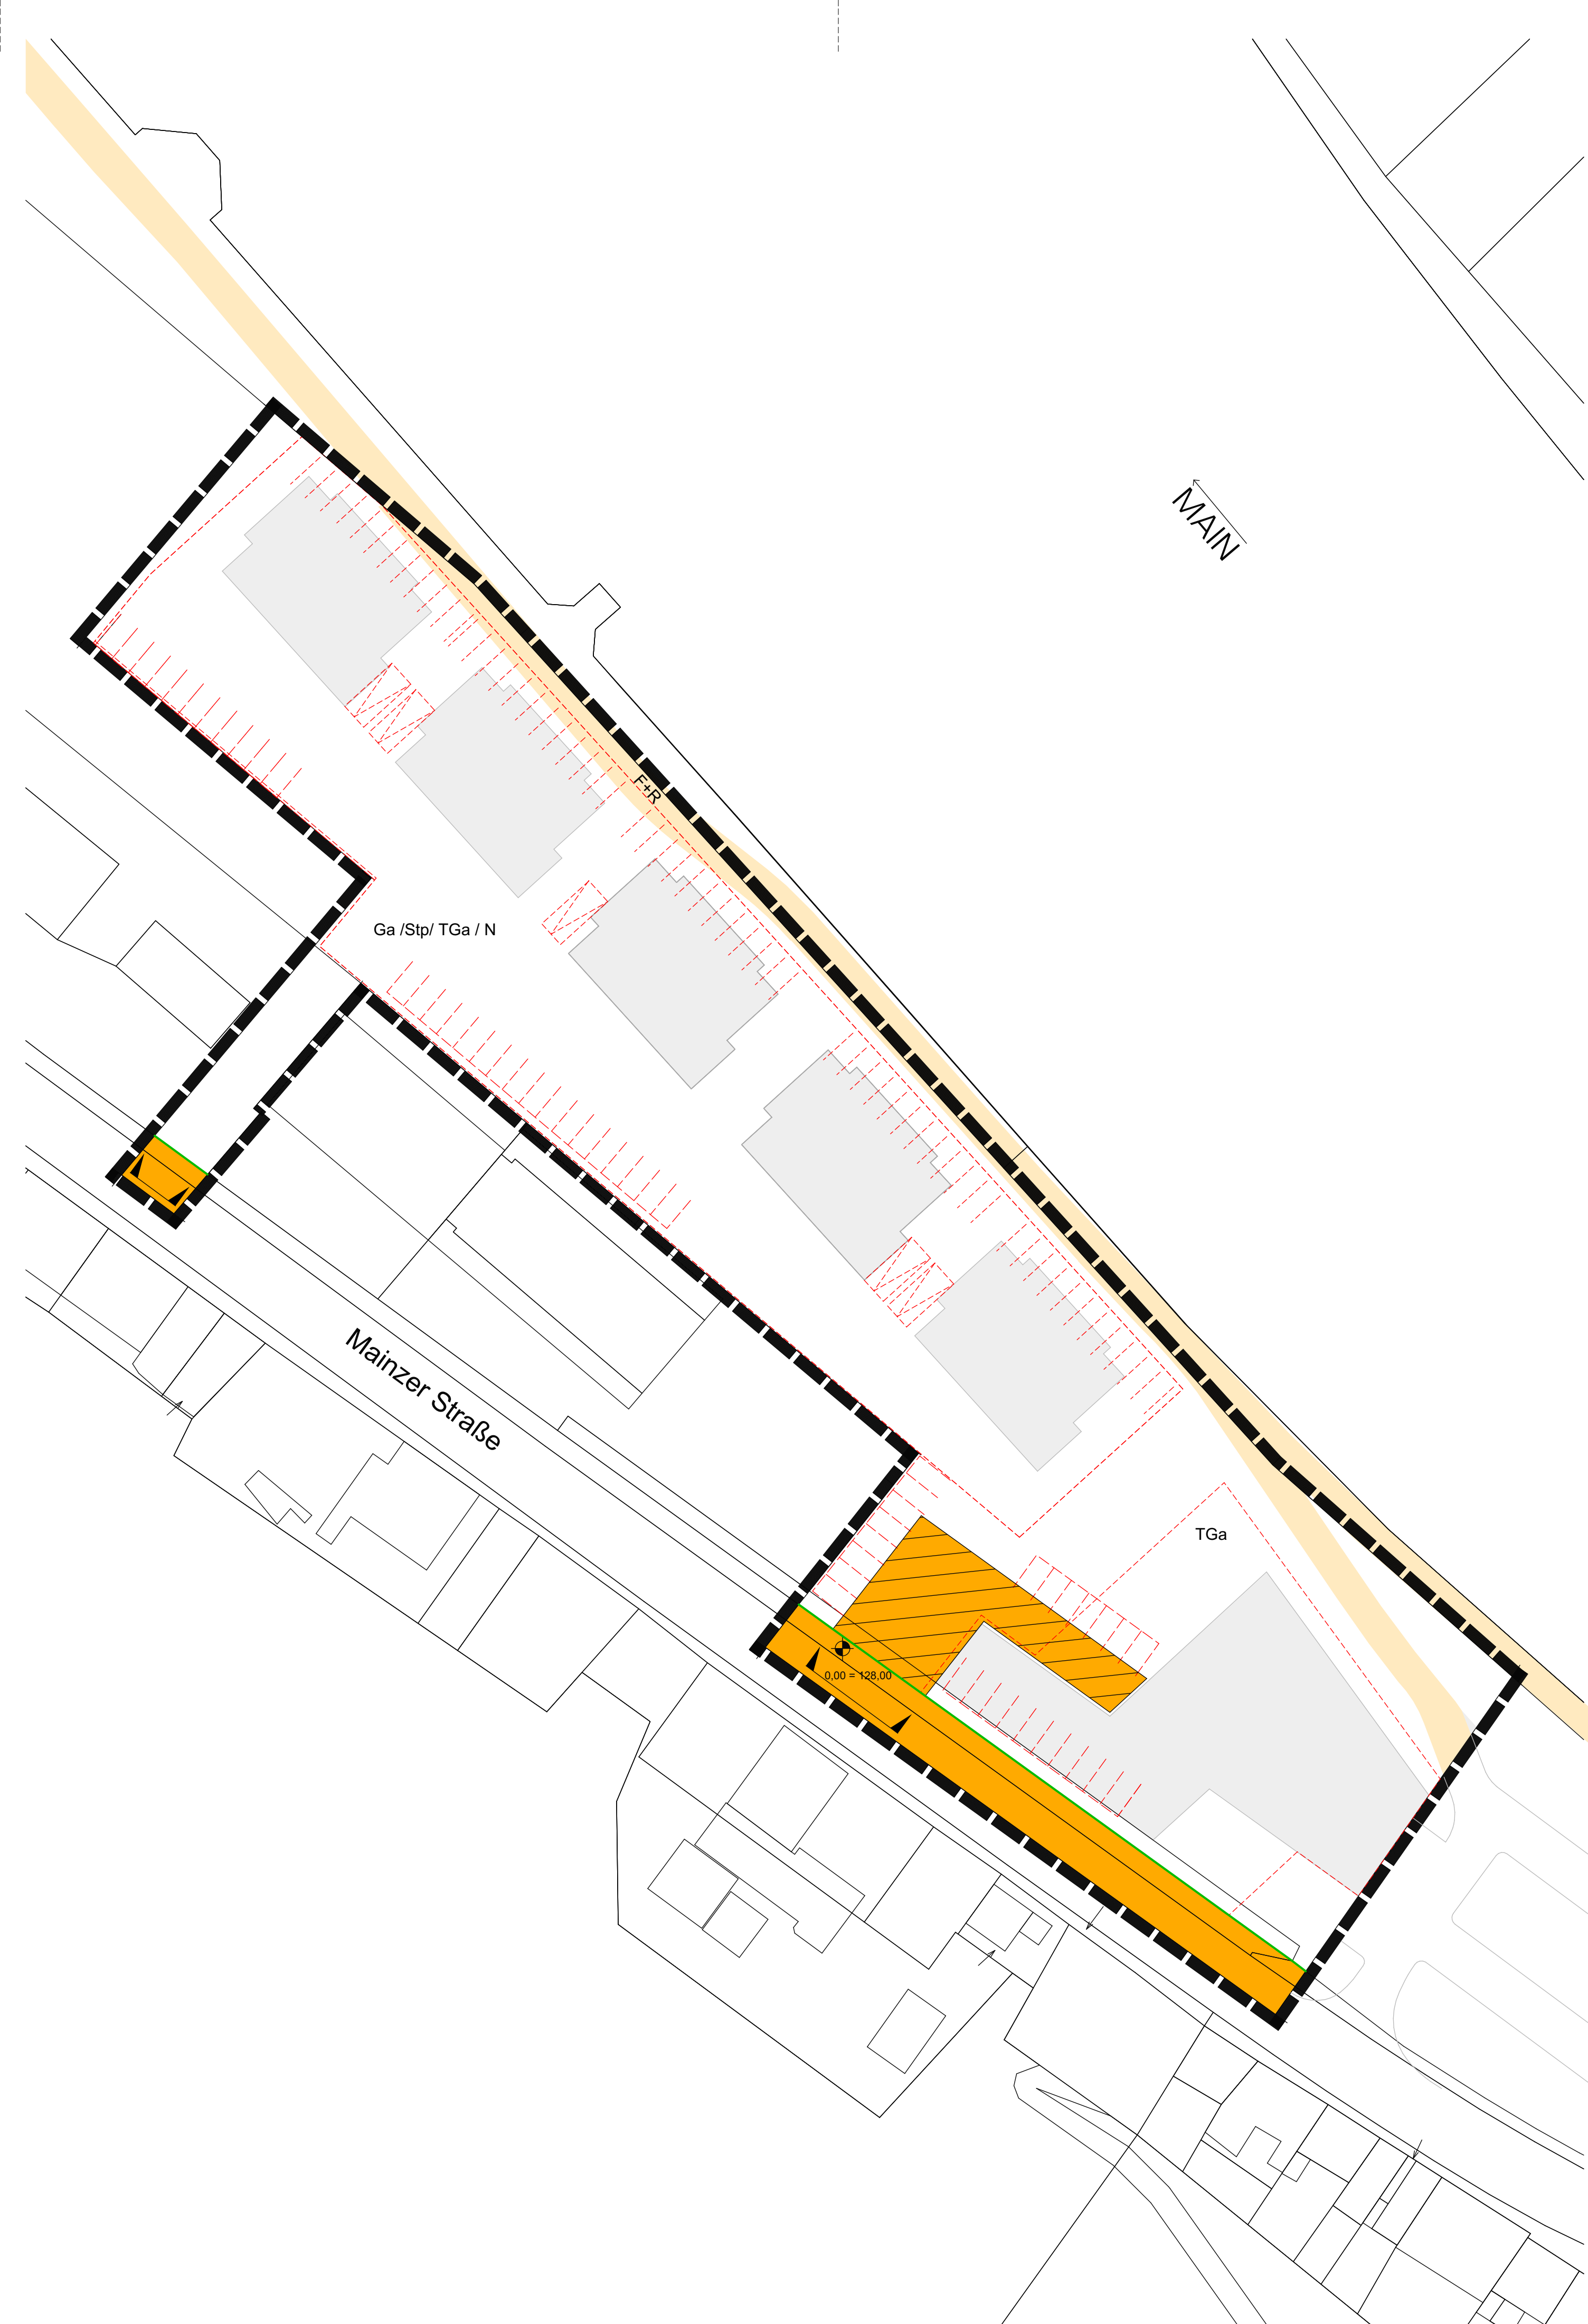 MAIN
F+R
Ga /Stp/ TGa / N
Mainzer Straße
TGa
0,00 = 128,00